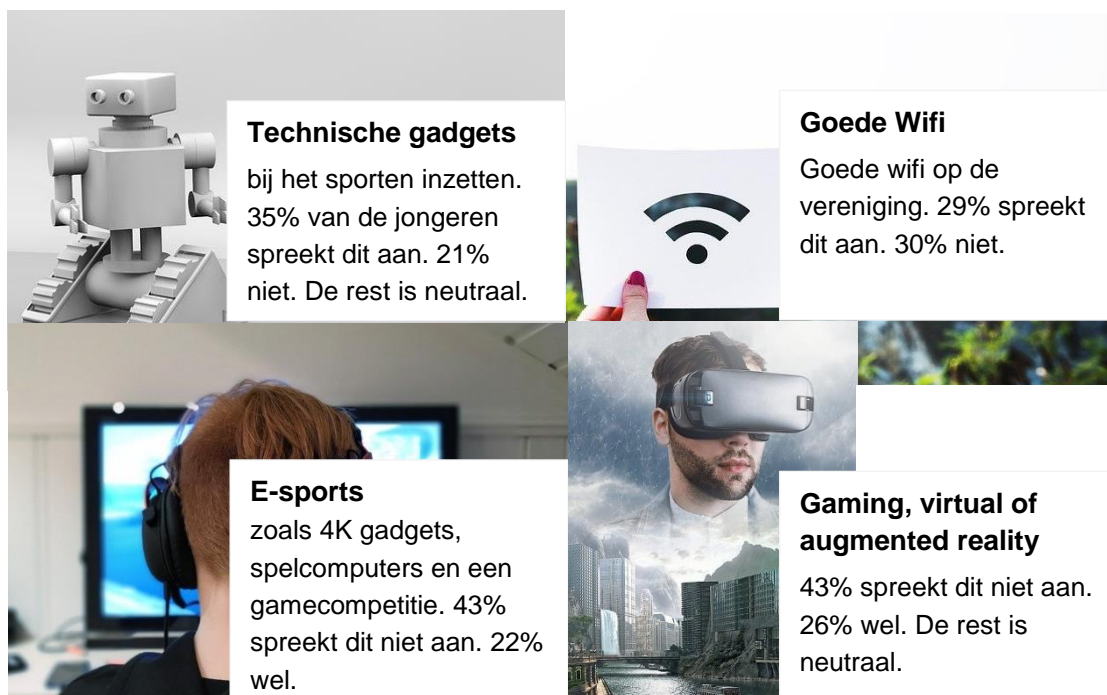 Technische gadgets
bij het sporten inzetten.
35% van de jongeren
spreekt dit aan. 21%
niet. De rest is neutraal.
Goede Wifi
Goede wifi op de
vereniging. 29% spreekt
dit aan. 30% niet.
E-sports
zoals 4K gadgets,
spelcomputers en een
gamecompetitie. 43%
spreekt dit niet aan. 22%
wel.
Gaming, virtual of
augmented reality
43% spreekt dit niet aan.
26% wel. De rest is
neutraal.